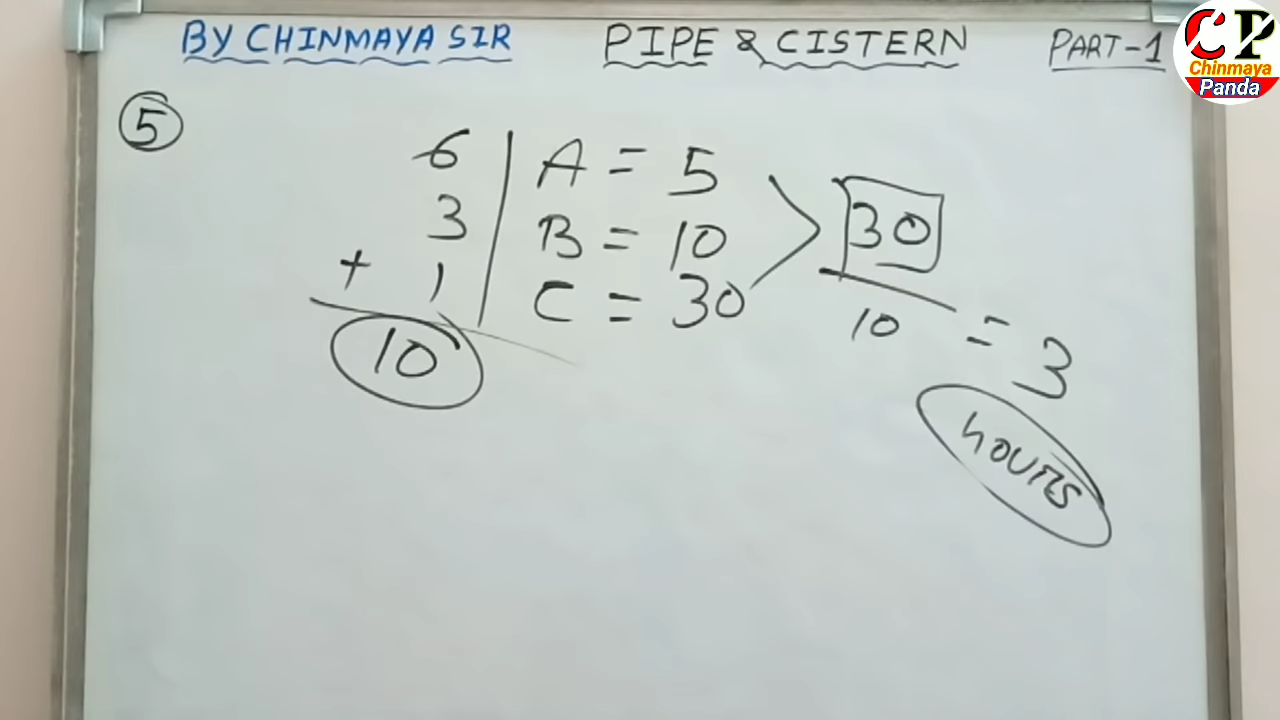 BY CHINMAYA SIR PIPE & CISTERN PART-1
CP
Chinmaya
Panda
5
6 A = 5
3 B = 10
+ 1 C = 30
10
30
10
= 3
HOURS